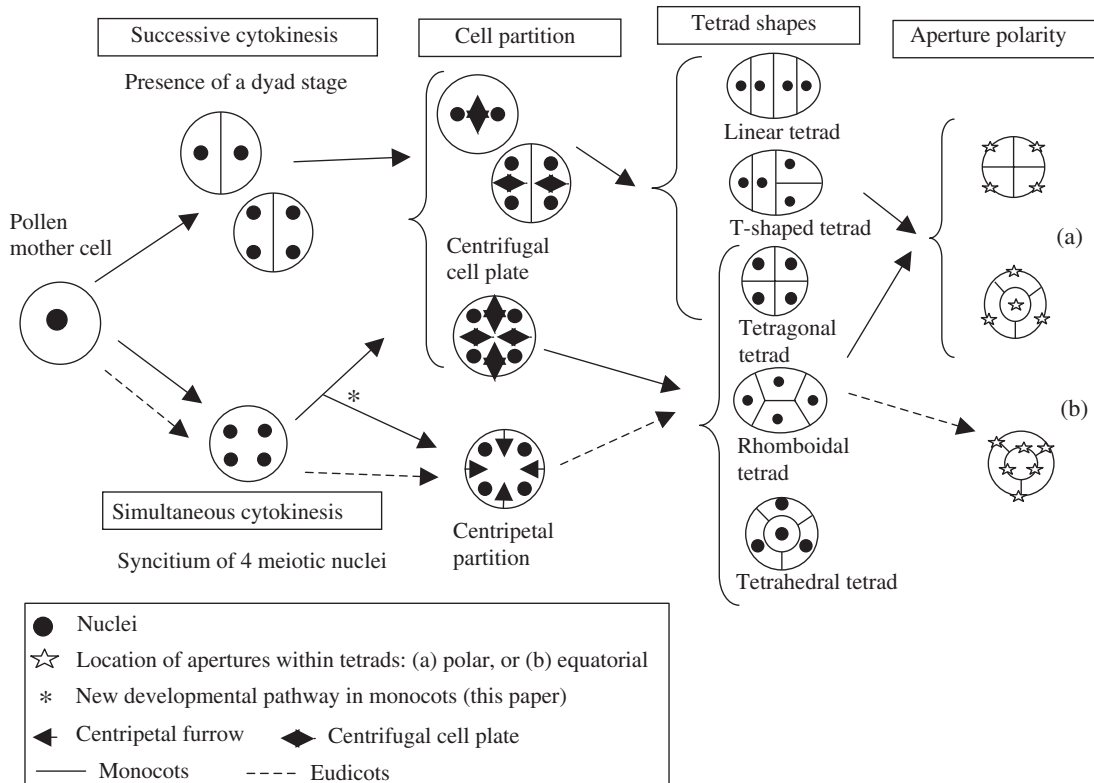 Successive cytokinesis
Cell partition
Tetrad shapes
Aperture polarity
Presence of a dyad stage
Linear tetrad
Pollen
mother cell
T-shaped tetrad
(a)
Centrifugal
cell plate
Tetragonal
tetrad
*
(b)
Rhomboidal
tetrad
Simultaneous cytokinesis
Centripetal
partition
Syncitium of 4 meiotic nuclei
Tetrahedral tetrad
Nuclei
Location of apertures within tetrads: (a) polar, or (b) equatorial
* New developmental pathway in monocots (this paper)
Centripetal furrow Centrifugal cell plate
Monocots Eudicots